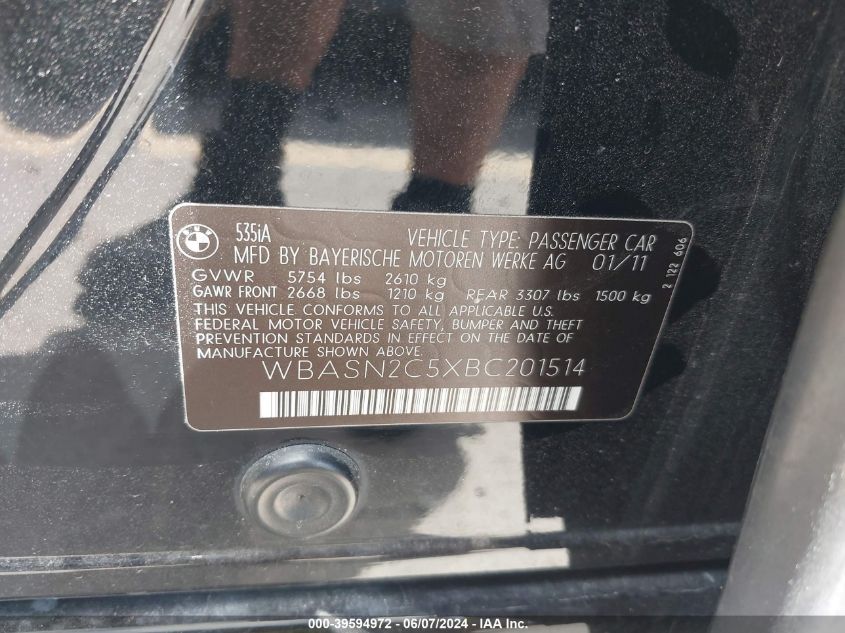 BMW
535iA
VEHICLE TYPE: PASSENGER CAR
MFD BY BAYERISCHE MOTOREN WERKE AG 01/11
GVWR 5754 lbs 2610 kg
GAWR FRONT 2668 lbs 1210 kg REAR 3307 lbs 1500 kg
THIS VEHICLE CONFORMS TO ALL APPLICABLE U.S.
FEDERAL MOTOR VEHICLE SAFETY, BUMPER AND THEFT
PREVENTION STANDARDS IN EFFECT ON THE DATE
OF MANUFACTURE SHOWN ABOVE.
WBASN2C5XBC201514
2 122 606
000-39594972 - 06/07/2024 - IAA Inc.